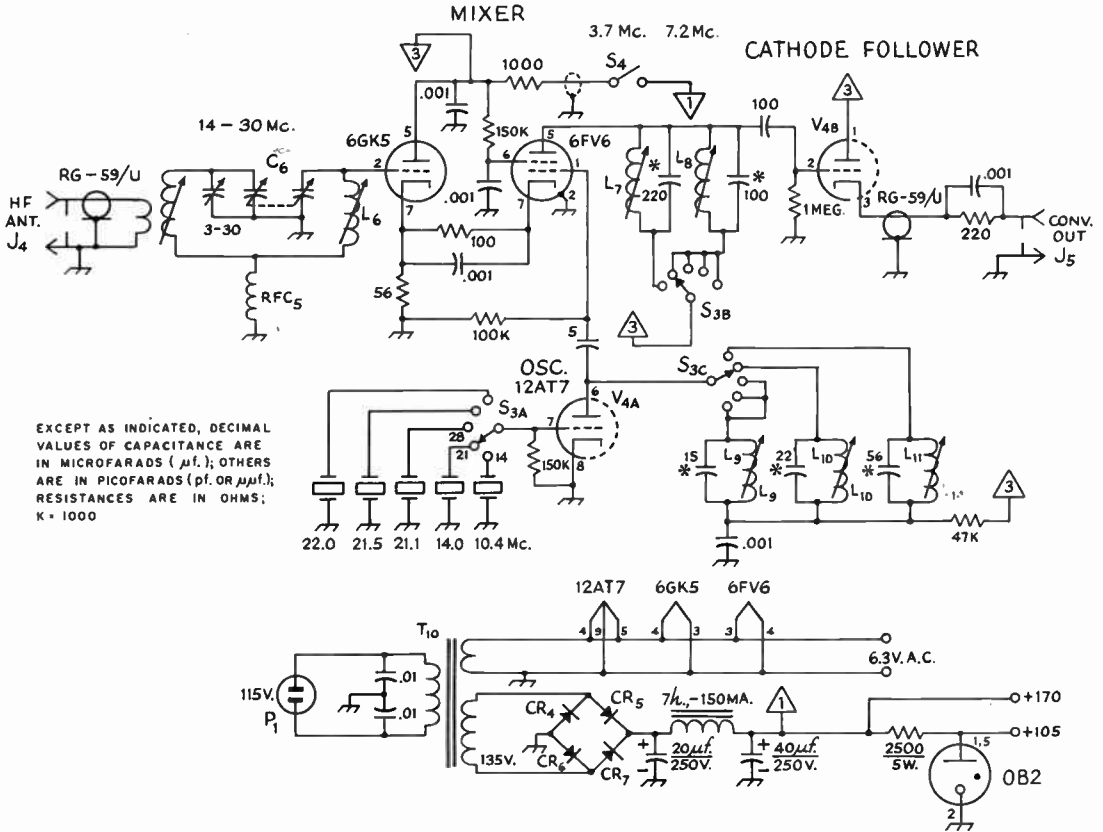 MIXER
3.7 Mc. 7.2 Mc.
CATHODE FOLLOWER
3
1000
S4
.001
1
3
14 – 30 Mc.
6GK5
5
150K
5
6FV6
100
V4B
1
RG-59/U
C6
2
6
1
L7
*
220
L8
*
100
2
RG-59/U
.001
HF
ANT.
J4
3-30
L6
7
.001
7
2
1 MEG.
3
220
CONV.
OUT
J5
100
.001
RFC5
56
S3B
100K
5
3
OSC.
12AT7
6
V4A
S3C
S3A
7
28
21
14
150K
8
EXCEPT AS INDICATED, DECIMAL
VALUES OF CAPACITANCE ARE
IN MICROFARADS ( µf. ); OTHERS
ARE IN PICOFARADS ( pf. OR µµf.);
RESISTANCES ARE IN OHMS;
K = 1000
15
*
L9
L9
22
*
L10
L10
56
*
L11
3
22.0 21.5 21.1 14.0 10.4 Mc.
.001
47K
12AT7 6GK5 6FV6
4 9 5 4 3 3 4
T10
6.3V. A.C.
115V.
P1
.01
.01
CR4
CR5
7h.,-150MA.
1
+170
+105
135V.
CR6
CR7
+
20µf.
250V.
-
+
40µf.
250V.
-
2500
5W.
1,5
OB2
2